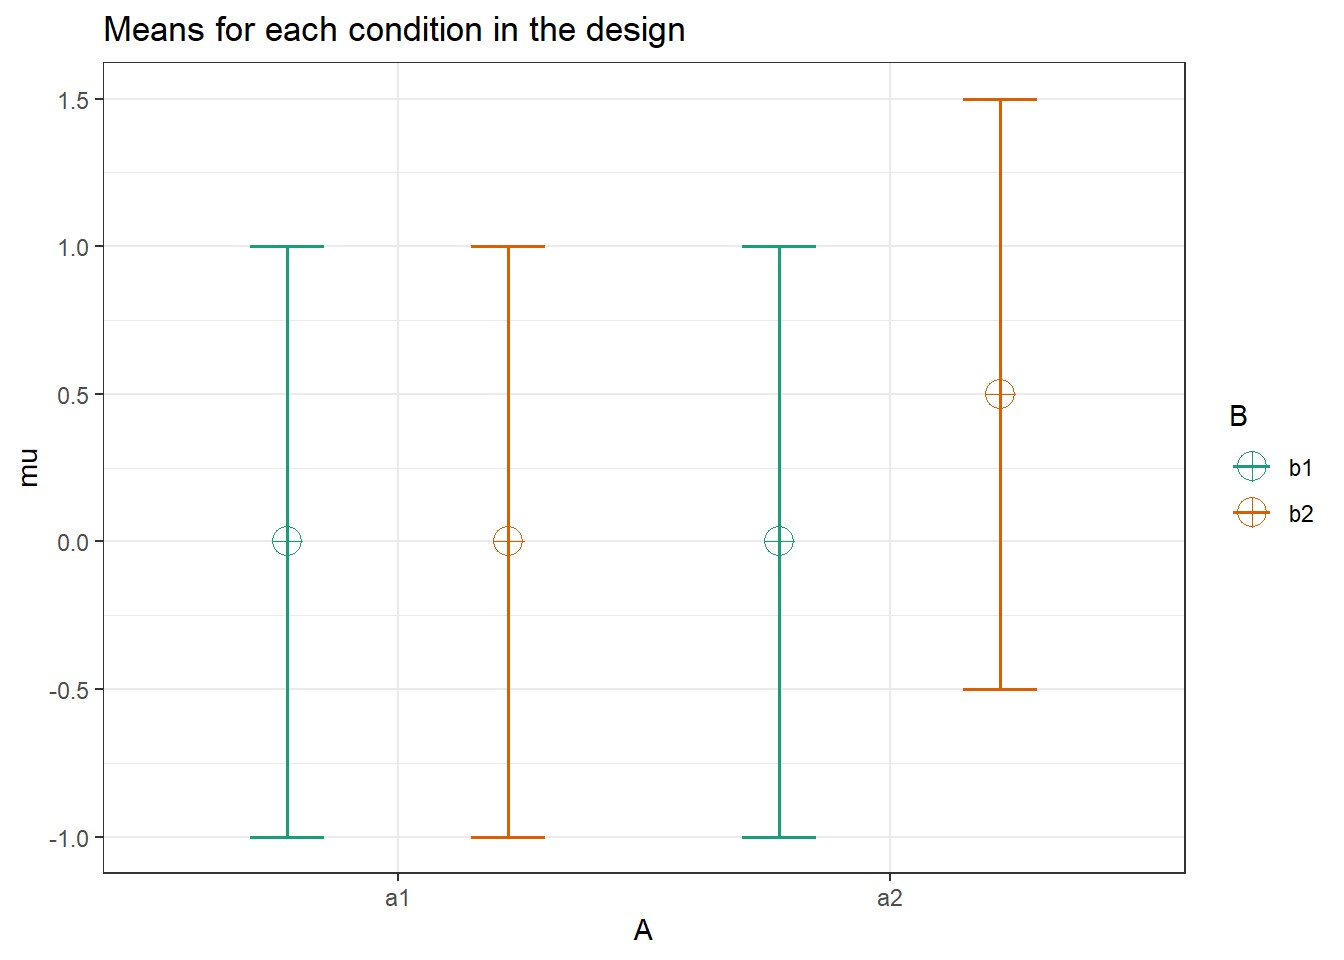 Means for each condition in the design
1.5
1.0
0.5
0.0
-0.5
-1.0
mu
a1
a2
A
B
b1
b2